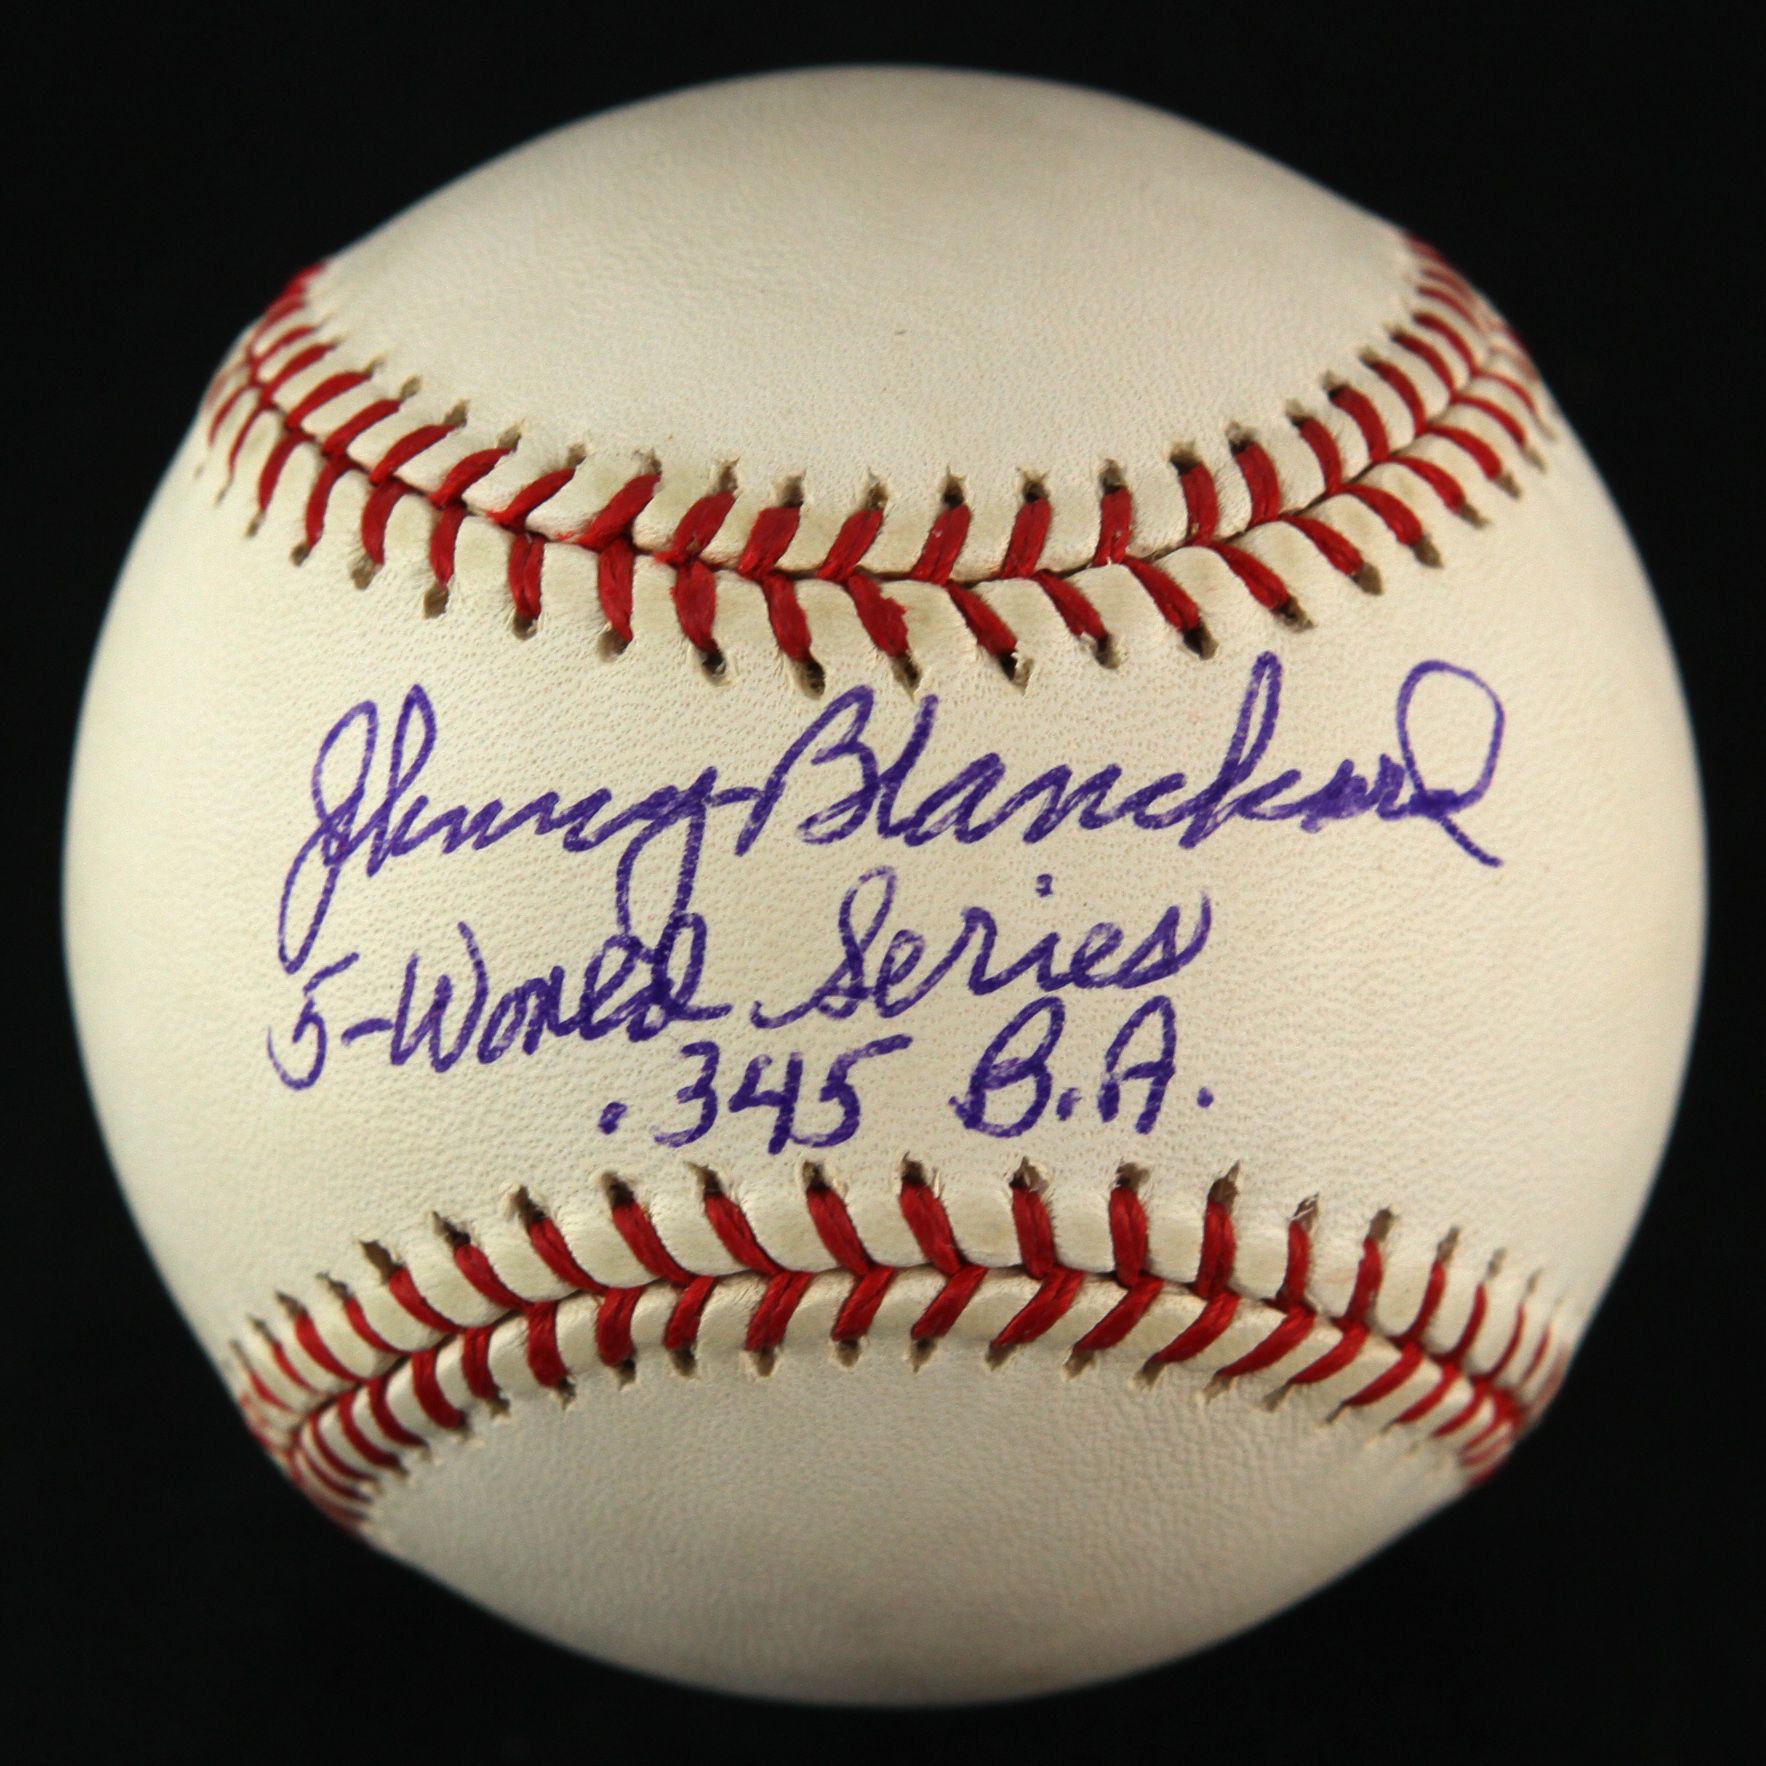 Johnny Blanchard
5-World Series
.345 B.A.